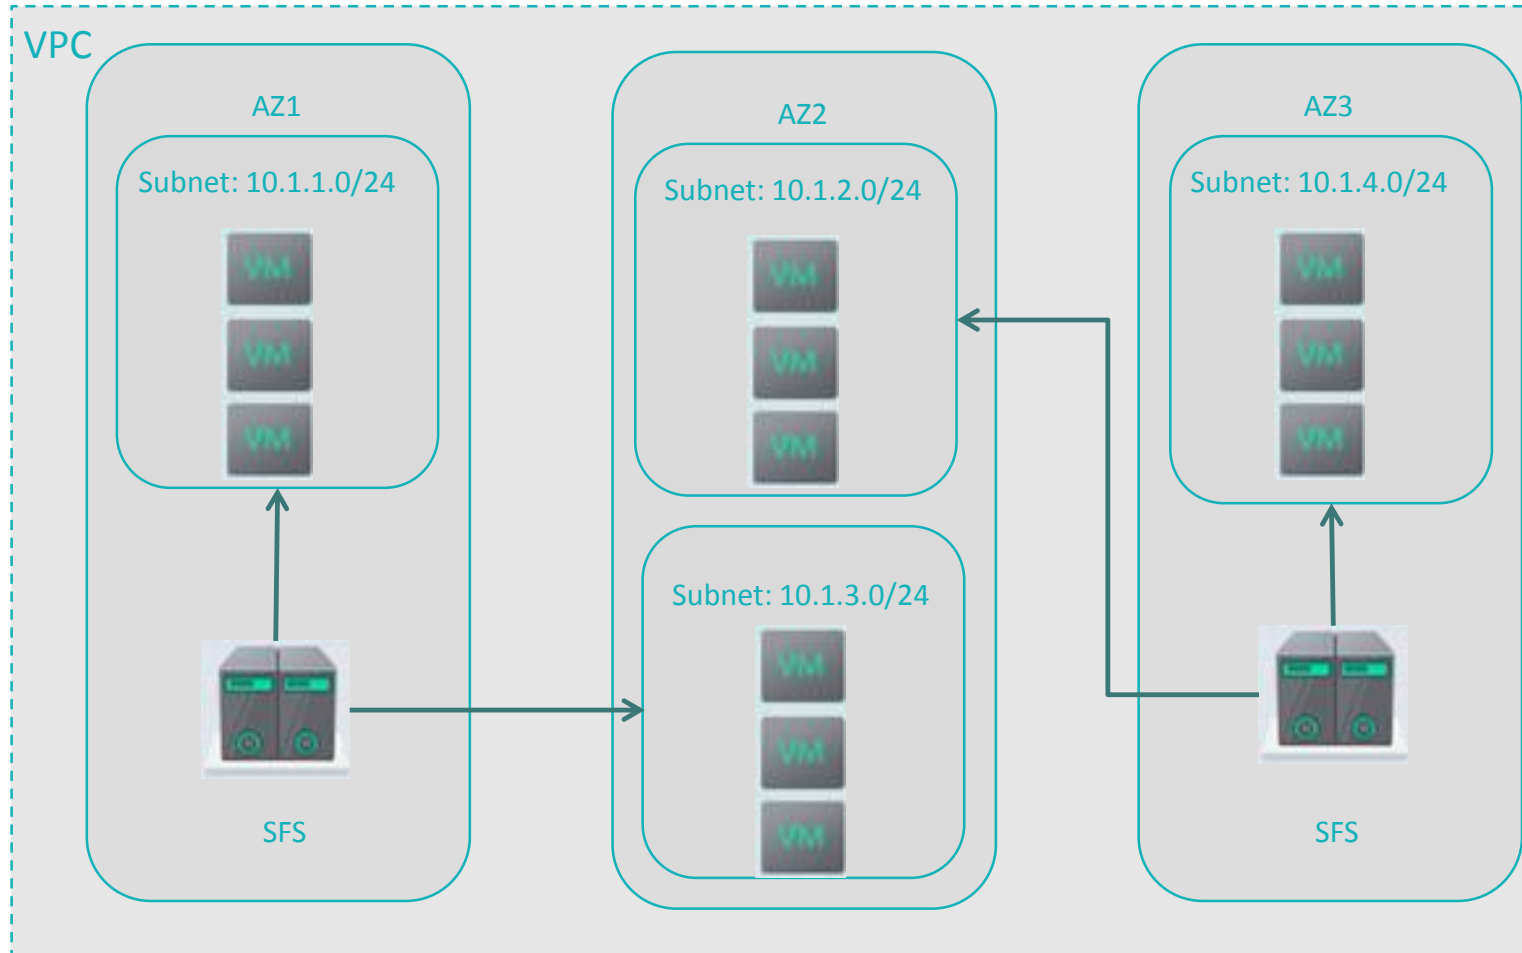 VPC
AZ1
Subnet: 10.1.1.0/24
VM
VM
VM
SFS
AZ2
Subnet: 10.1.2.0/24
VM
VM
VM
Subnet: 10.1.3.0/24
VM
VM
VM
AZ3
Subnet: 10.1.4.0/24
VM
VM
VM
SFS